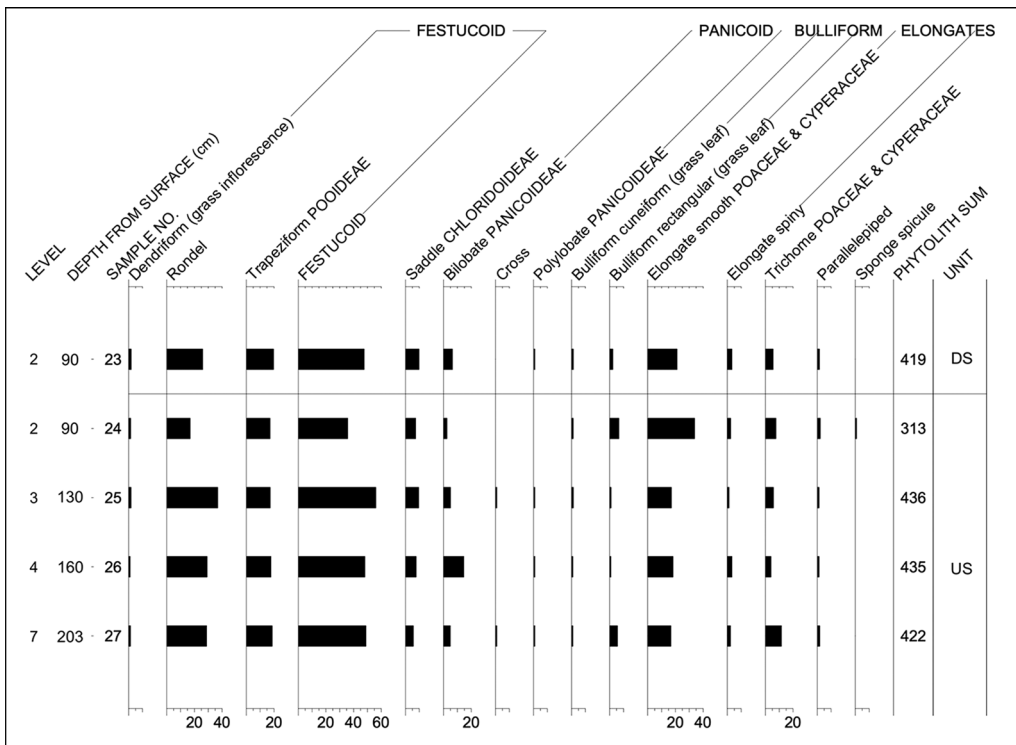 FESTUCOID PANICOID BULLIFORM ELONGATES
LEVEL
DEPTH FROM SURFACE (cm)
SAMPLE NO.
Dendriform (grass inflorescence)
Rondel
Trapeziform POOIDEAE
FESTUCOID
Saddle CHLORIDOIDEAE
Bilobate PANICOIDEAE
Cross
Polylobate PANICOIDEAE
Bulliform cuneiform (grass leaf)
Bulliform rectangular (grass leaf)
Elongate smooth POACEAE & CYPERACEAE
Elongate spiny
Trichome POACEAE & CYPERACEAE
Parallelepiped
Sponge spicule
PHYTOLITH SUM
UNIT
2 90 - 23 419 DS
2 90 - 24 313
3 130 - 25 436
4 160 - 26 435 US
7 203 - 27 422
20 40 20 20 40 60 20 20 40 20